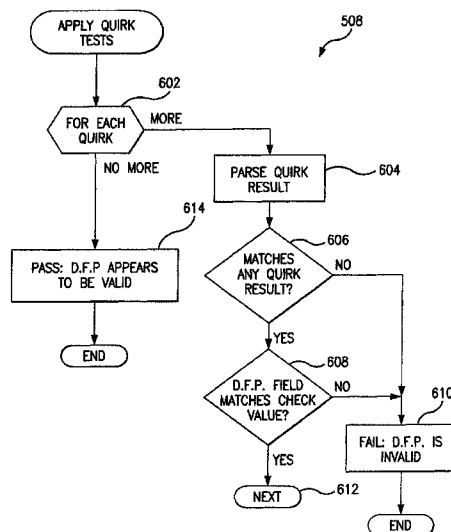 APPLY QUIRK
TESTS
508
602
FOR EACH
QUIRK
MORE
NO MORE
PARSE QUIRK
RESULT
604
614
PASS: D.F.P APPEARS
TO BE VALID
END
606
MATCHES
ANY QUIRK
RESULT?
NO
YES
608
D.F.P. FIELD
MATCHES CHECK
VALUE?
NO
YES
610
FAIL: D.F.P. IS
INVALID
NEXT
612
END